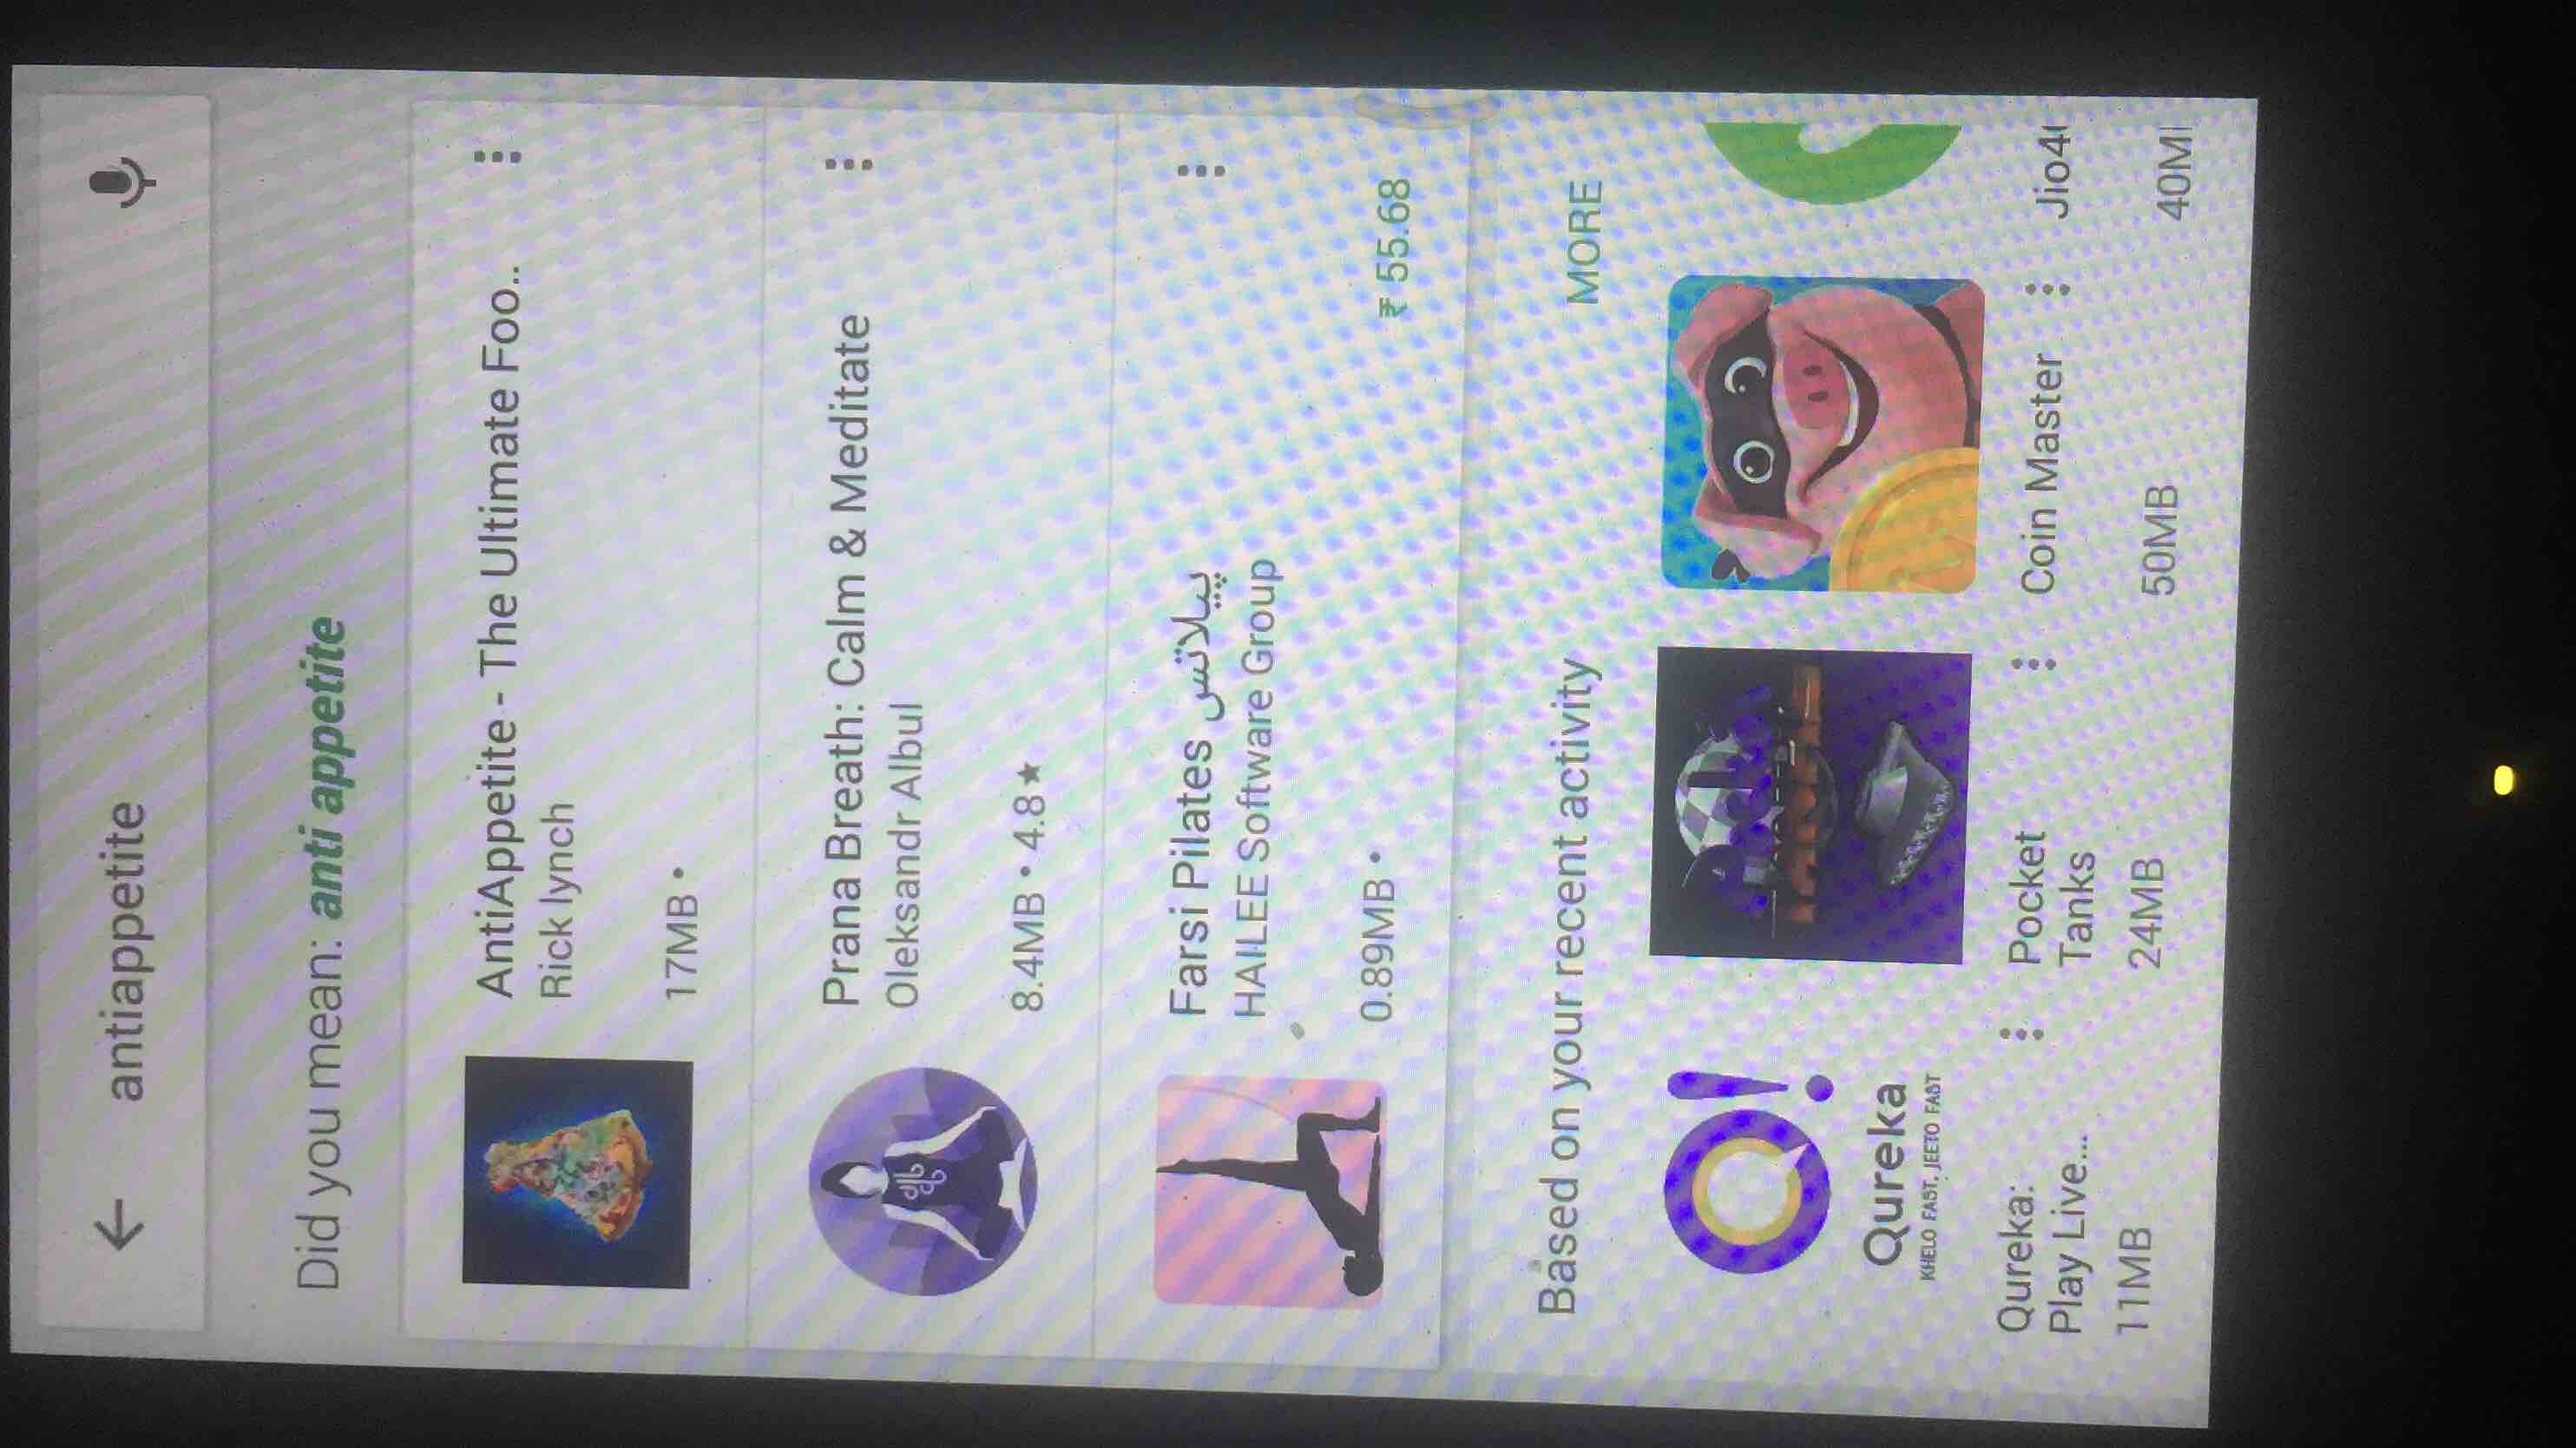 antiappetite
Did you mean: anti appetite
AntiAppetite - The Ultimate Foo..
Rick lynch
17MB •
Prana Breath: Calm & Meditate
Oleksandr Albul
8.4MB • 4.8★
Farsi Pilates پیلاتس
HAILEE Software Group
0.89MB •
₹ 55.68
Based on your recent activity
MORE
Qureka
KHELO FAST, JEETO FAST
Pocket
TANKS
Qureka:
Play Live...
11MB
Pocket
Tanks
24MB
Coin Master
50MB
Jio4
40M